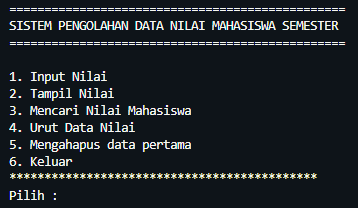 ================================================
SISTEM PENGOLAHAN DATA NILAI MAHASISWA SEMESTER
================================================
1. Input Nilai
2. Tampil Nilai
3. Mencari Nilai Mahasiswa
4. Urut Data Nilai
5. Mengahapus data pertama
6. Keluar
********************************************
Pilih :